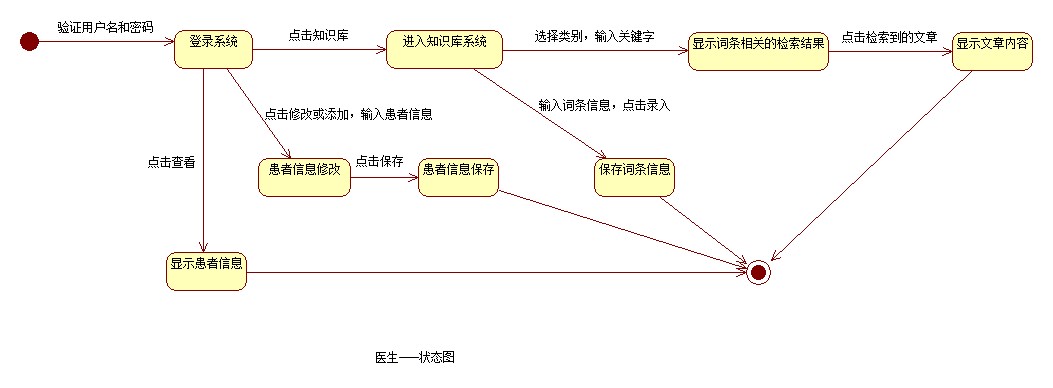 验证用户名和密码
登录系统
点击知识库
进入知识库系统
选择类别，输入关键字
显示词条相关的检索结果
点击检索到的文章
显示文章内容
点击修改或添加，输入患者信息
输入词条信息，点击录入
点击查看
患者信息修改
点击保存
患者信息保存
保存词条信息
显示患者信息
医生——状态图